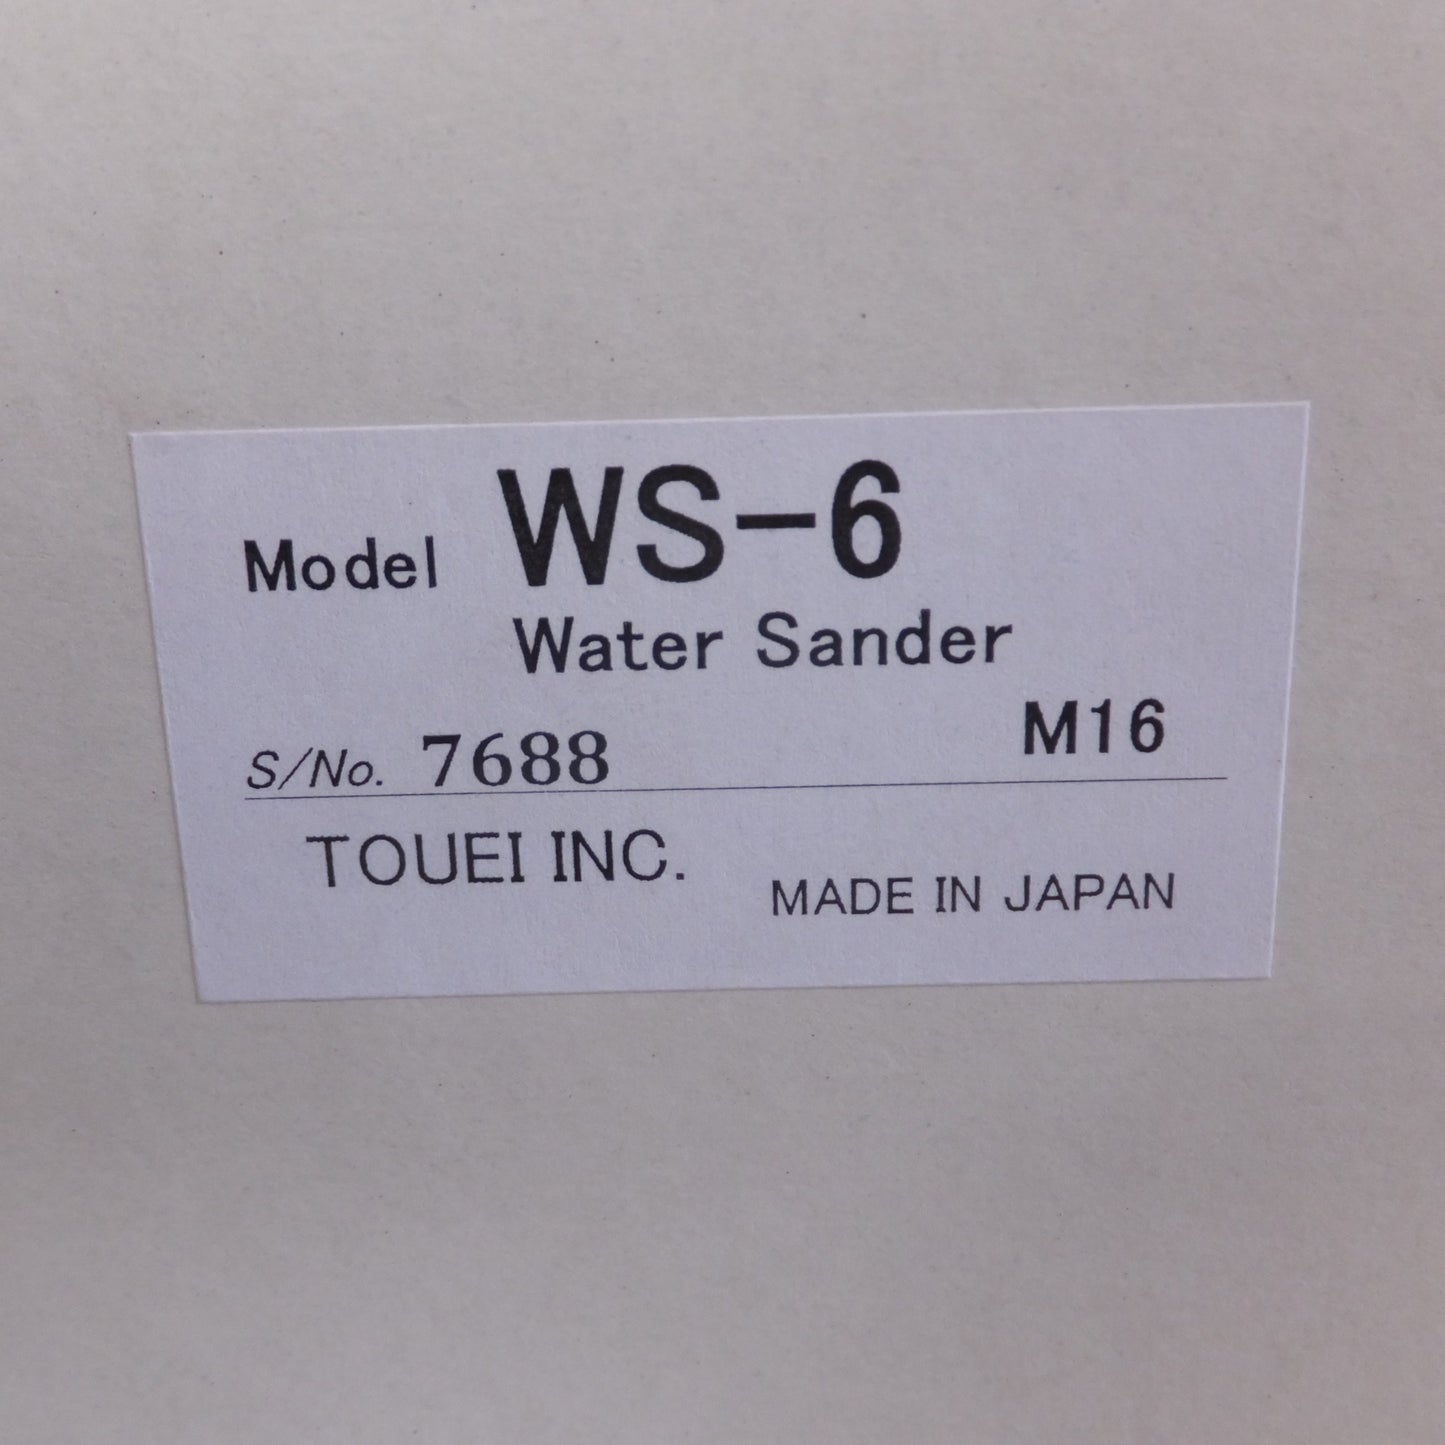 Model WS-6
Water Sander
S/No. 7688 M16
TOUEI INC.
MADE IN JAPAN